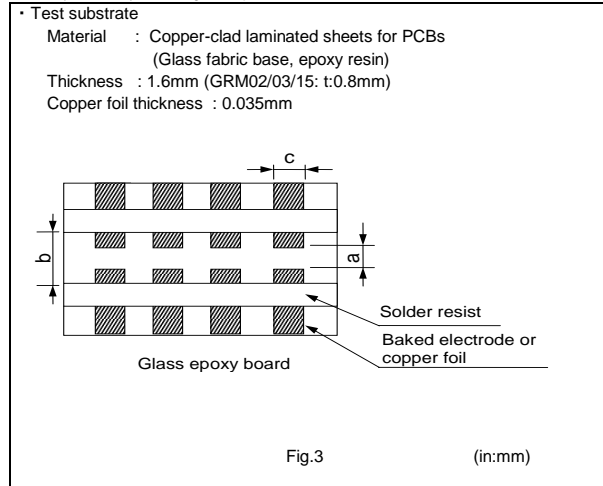 ・Test substrate
Material : Copper-clad laminated sheets for PCBs
(Glass fabric base, epoxy resin)
Thickness : 1.6mm (GRM02/03/15: t:0.8mm)
Copper foil thickness : 0.035mm
c
b
a
Solder resist
Baked electrode or
copper foil
Glass epoxy board
Fig.3 (in:mm)